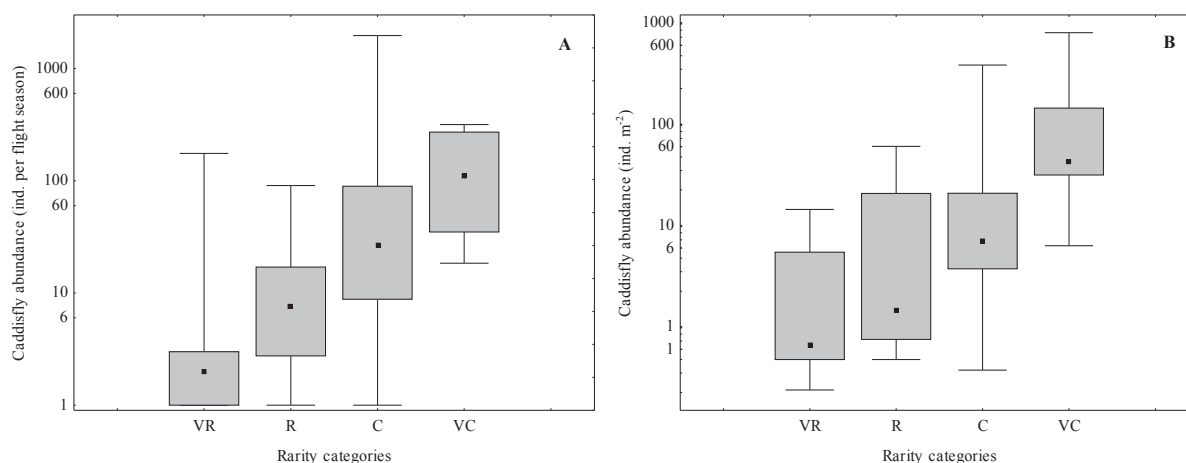 A
Caddisfly abundance (ind. per flight season)
1000
600
100
60
10
6
1
VR R C VC
Rarity categories
B
Caddisfly abundance (ind. m-2)
1000
600
100
60
10
6
1
1
VR R C VC
Rarity categories